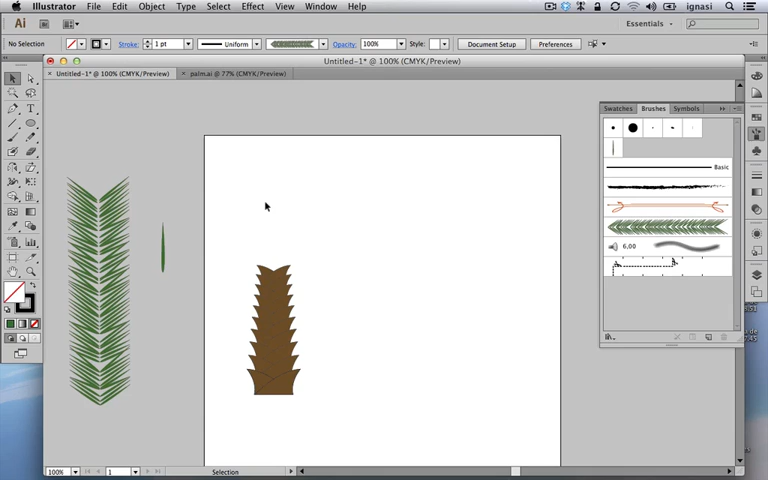 Illustrator File Edit Object Type Select Effect View Window Help ignasi
Ai Essentials
No Selection Stroke: 1 pt Uniform Opacity: 100% Style: Document Setup Preferences
Untitled-1* @ 100% (CMYK/Preview)
× Untitled-1* @ 100% (CMYK/Preview) × palm.ai @ 77% (CMYK/Preview)
Swatches Brushes Symbols
Basic
6,00
100% 1 Selection